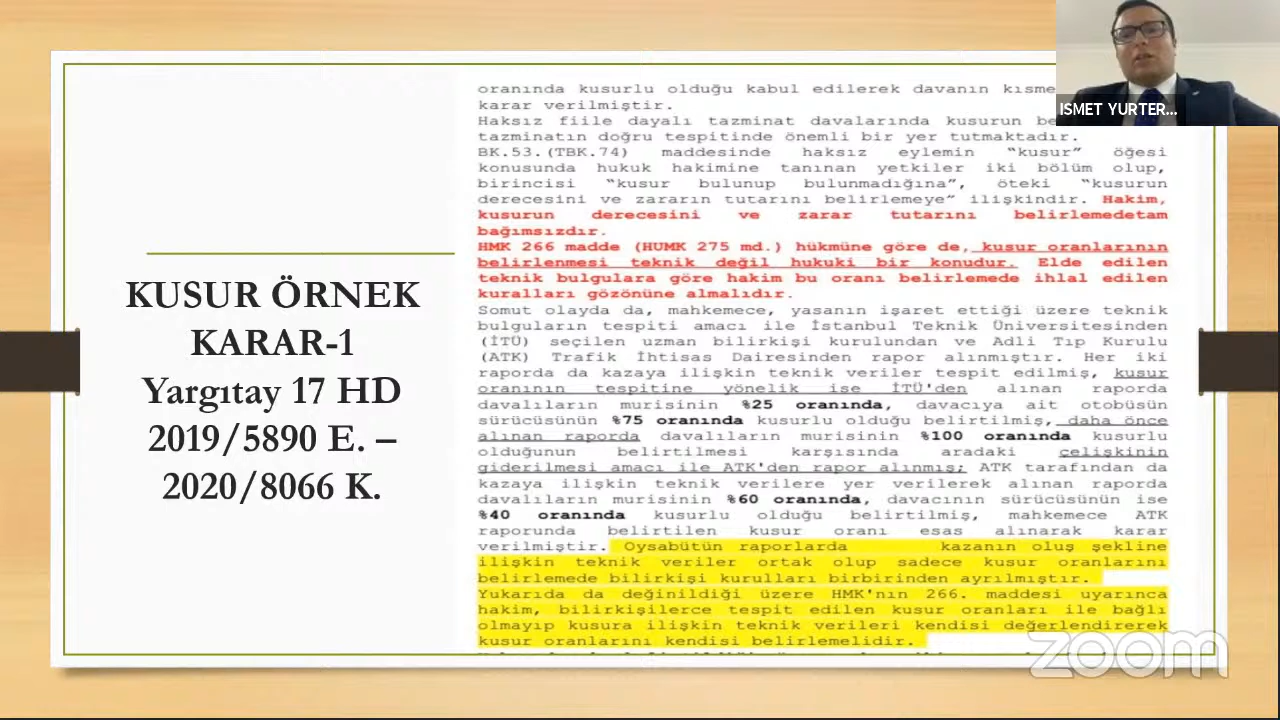 KUSUR ÖRNEK
KARAR-1
Yargıtay 17 HD
2019/5890 E. –
2020/8066 K.
oranında kusurlu olduğu kabul edilerek davanın
karar verilmiştir.
Haksız fiile dayalı tazminat davalarında kusurun
tazminatın doğru tespitinde önemli bir yer tutmaktadır.
BK.53.(TBK.74) maddesinde haksız eylemin "kusur" öğesi
konusunda hukuk hakimine tanınan yetkiler iki bölüm olup,
birincisi "kusur bulunup bulunmadığına", öteki "kusurun
derecesini ve zararın tutarını belirlemeye" ilişkindir. Hakim,
kusurun derecesini ve zarar tutarını belirlemedetam
bağımsızdır.
HMK 266 madde (HUMK 275 md.) hükmüne göre de, kusur oranlarının
belirlenmesi teknik değil hukuki bir konudur. Elde edilen
teknik bulgulara göre hakim bu oranı belirlemede ihlal edilen
kuralları gözönüne almalıdır.
Somut olayda da, mahkemece, yasanın işaret ettiği üzere teknik
bulguların tespiti amacı ile İstanbul Teknik Üniversitesinden
(İTÜ) seçilen uzman bilirkişi kurulundan ve Adli Tıp Kurulu
(ATK) Trafik İhtisas Dairesinden rapor alınmıştır. Her iki
raporda da kazaya ilişkin teknik veriler tespit edilmiş, kusur
oranının tespitine yönelik ise İTÜ'den alınan raporda
davalıların murisinin %25 oranında, davacıya ait otobüsün
sürücüsünün %75 oranında kusurlu olduğu belirtilmiş, daha önce
alınan raporda davalıların murisinin %100 oranında kusurlu
olduğunun belirtilmesi karşısında aradaki çelişkinin
giderilmesi amacı ile ATK'den rapor alınmış; ATK tarafından da
kazaya ilişkin teknik verilere yer verilerek alınan raporda
davalıların murisinin %60 oranında, davacının sürücüsünün ise
%40 oranında kusurlu olduğu belirtilmiş, mahkemece ATK
raporunda belirtilen kusur oranı esas alınarak karar
verilmiştir. Oysabütün raporlarda kazanın oluş şekline
ilişkin teknik veriler ortak olup sadece kusur oranlarını
belirlemede bilirkişi kurulları birbirinden ayrılmıştır.
Yukarıda da değinildiği üzere HMK'nın 266. maddesi uyarınca
hakim, bilirkişilerce tespit edilen kusur oranları ile bağlı
olmayıp kusura ilişkin teknik verileri kendisi değerlendirerek
kusur oranlarını kendisi belirlemelidir.
ISMET YURTER...
zoom